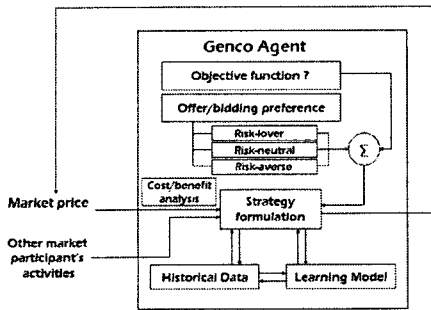 Genco Agent
Objective function ?
Offer/bidding preference
Risk-lover
Risk-neutral
Risk-averse
Σ
Cost/benefit
analysis
Market price
Strategy
formulation
Other market
participant's
activities
Historical Data
Learning Model